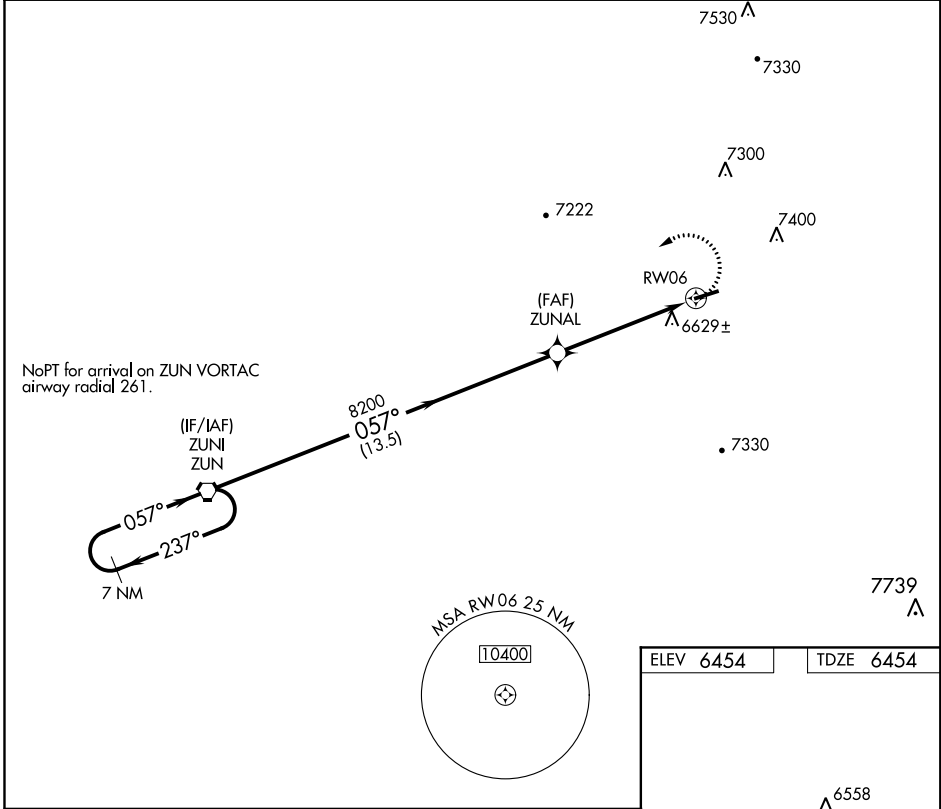 7530
7330
7300
7222
7400
RW06
(FAF)
ZUNAL
6629±
NoPT for arrival on ZUN VORTAC
airway radial 261.
8200
057°
(13.5)
(IF/IAF)
ZUNI
ZUN
7330
057°
237°
7 NM
7739
MSA RW06 25 NM
10400
ELEV 6454
TDZE 6454
6558